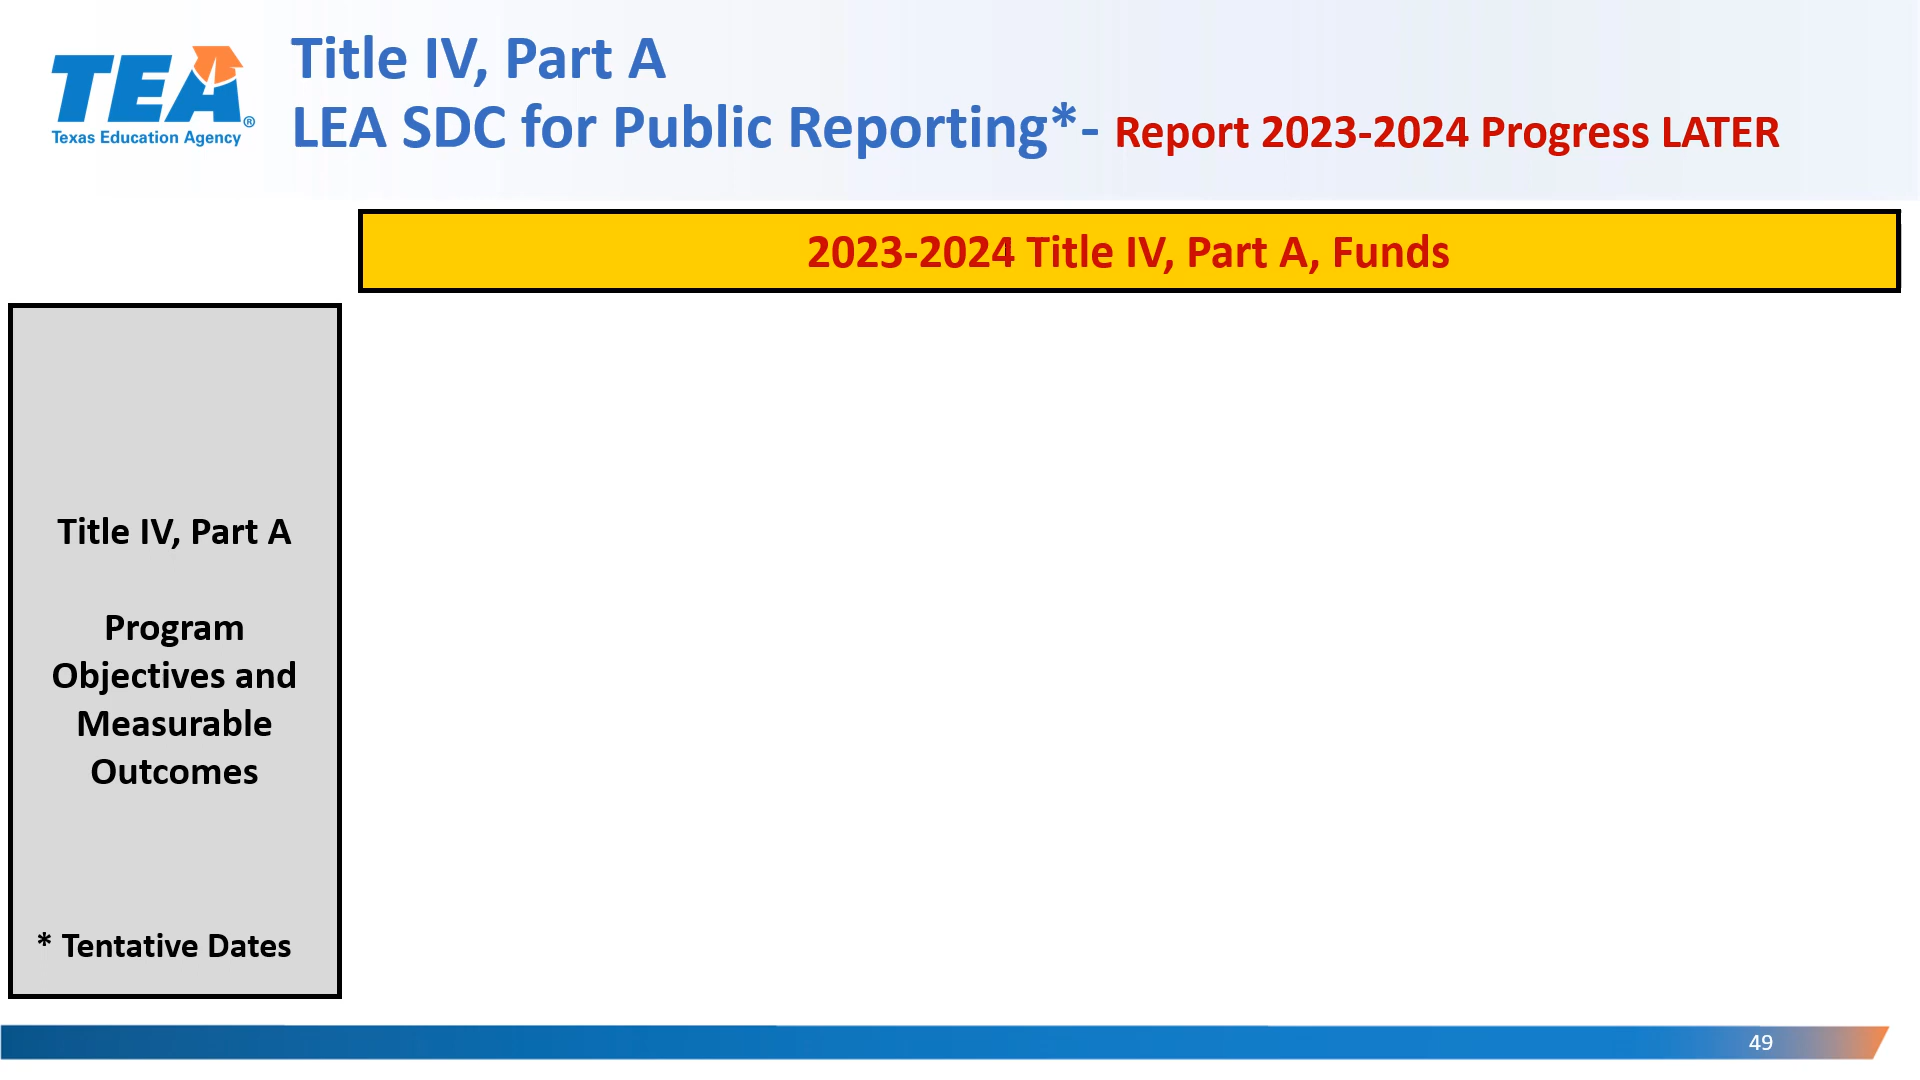 TEA®
Texas Education Agency
Title IV, Part A
LEA SDC for Public Reporting*- Report 2023-2024 Progress LATER
2023-2024 Title IV, Part A, Funds
Title IV, Part A
Program
Objectives and
Measurable
Outcomes
* Tentative Dates
49